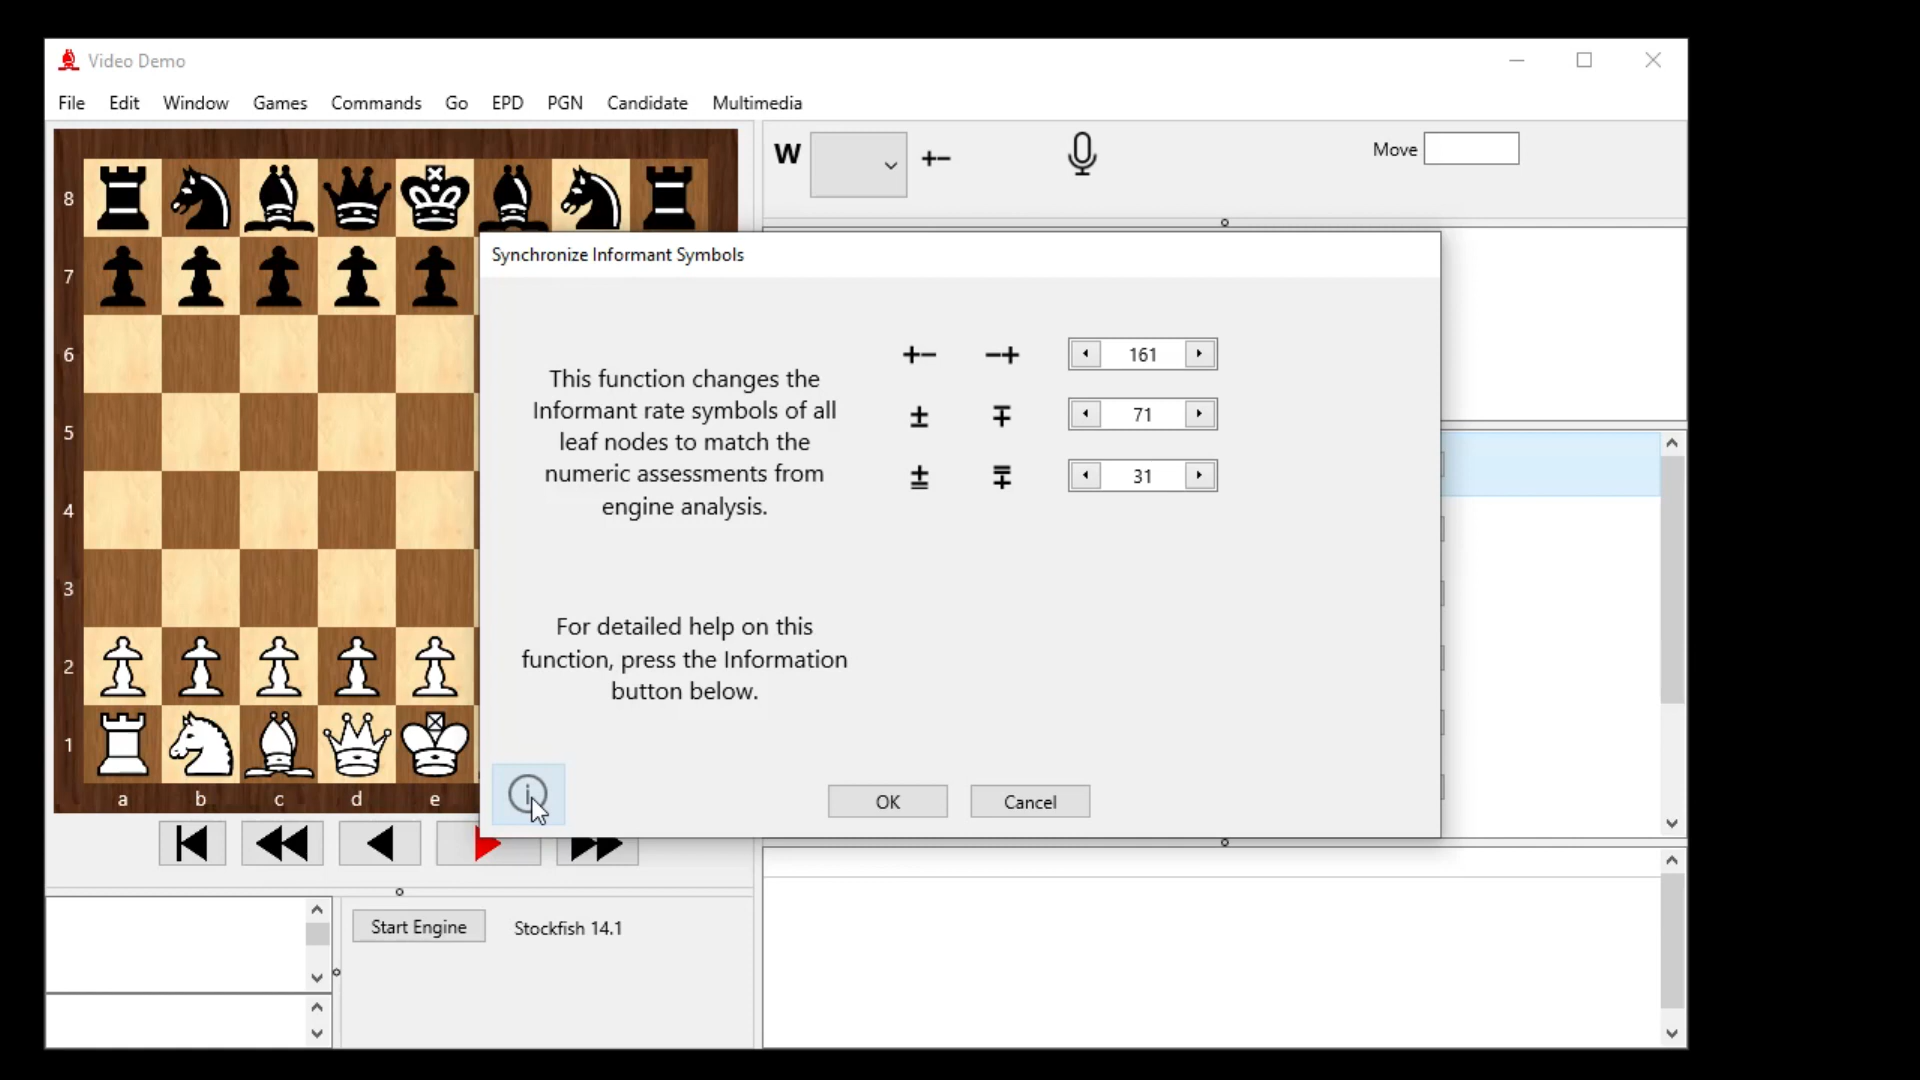 Video Demo
File Edit Window Games Commands Go EPD PGN Candidate Multimedia
W +− Move
8
7
6
5
4
3
2
1
a b c d e
Synchronize Informant Symbols
This function changes the
Informant rate symbols of all
leaf nodes to match the
numeric assessments from
engine analysis.
+− −+ 161
± ∓ 71
⩲ ⩱ 31
For detailed help on this
function, press the Information
button below.
OK Cancel
Start Engine Stockfish 14.1